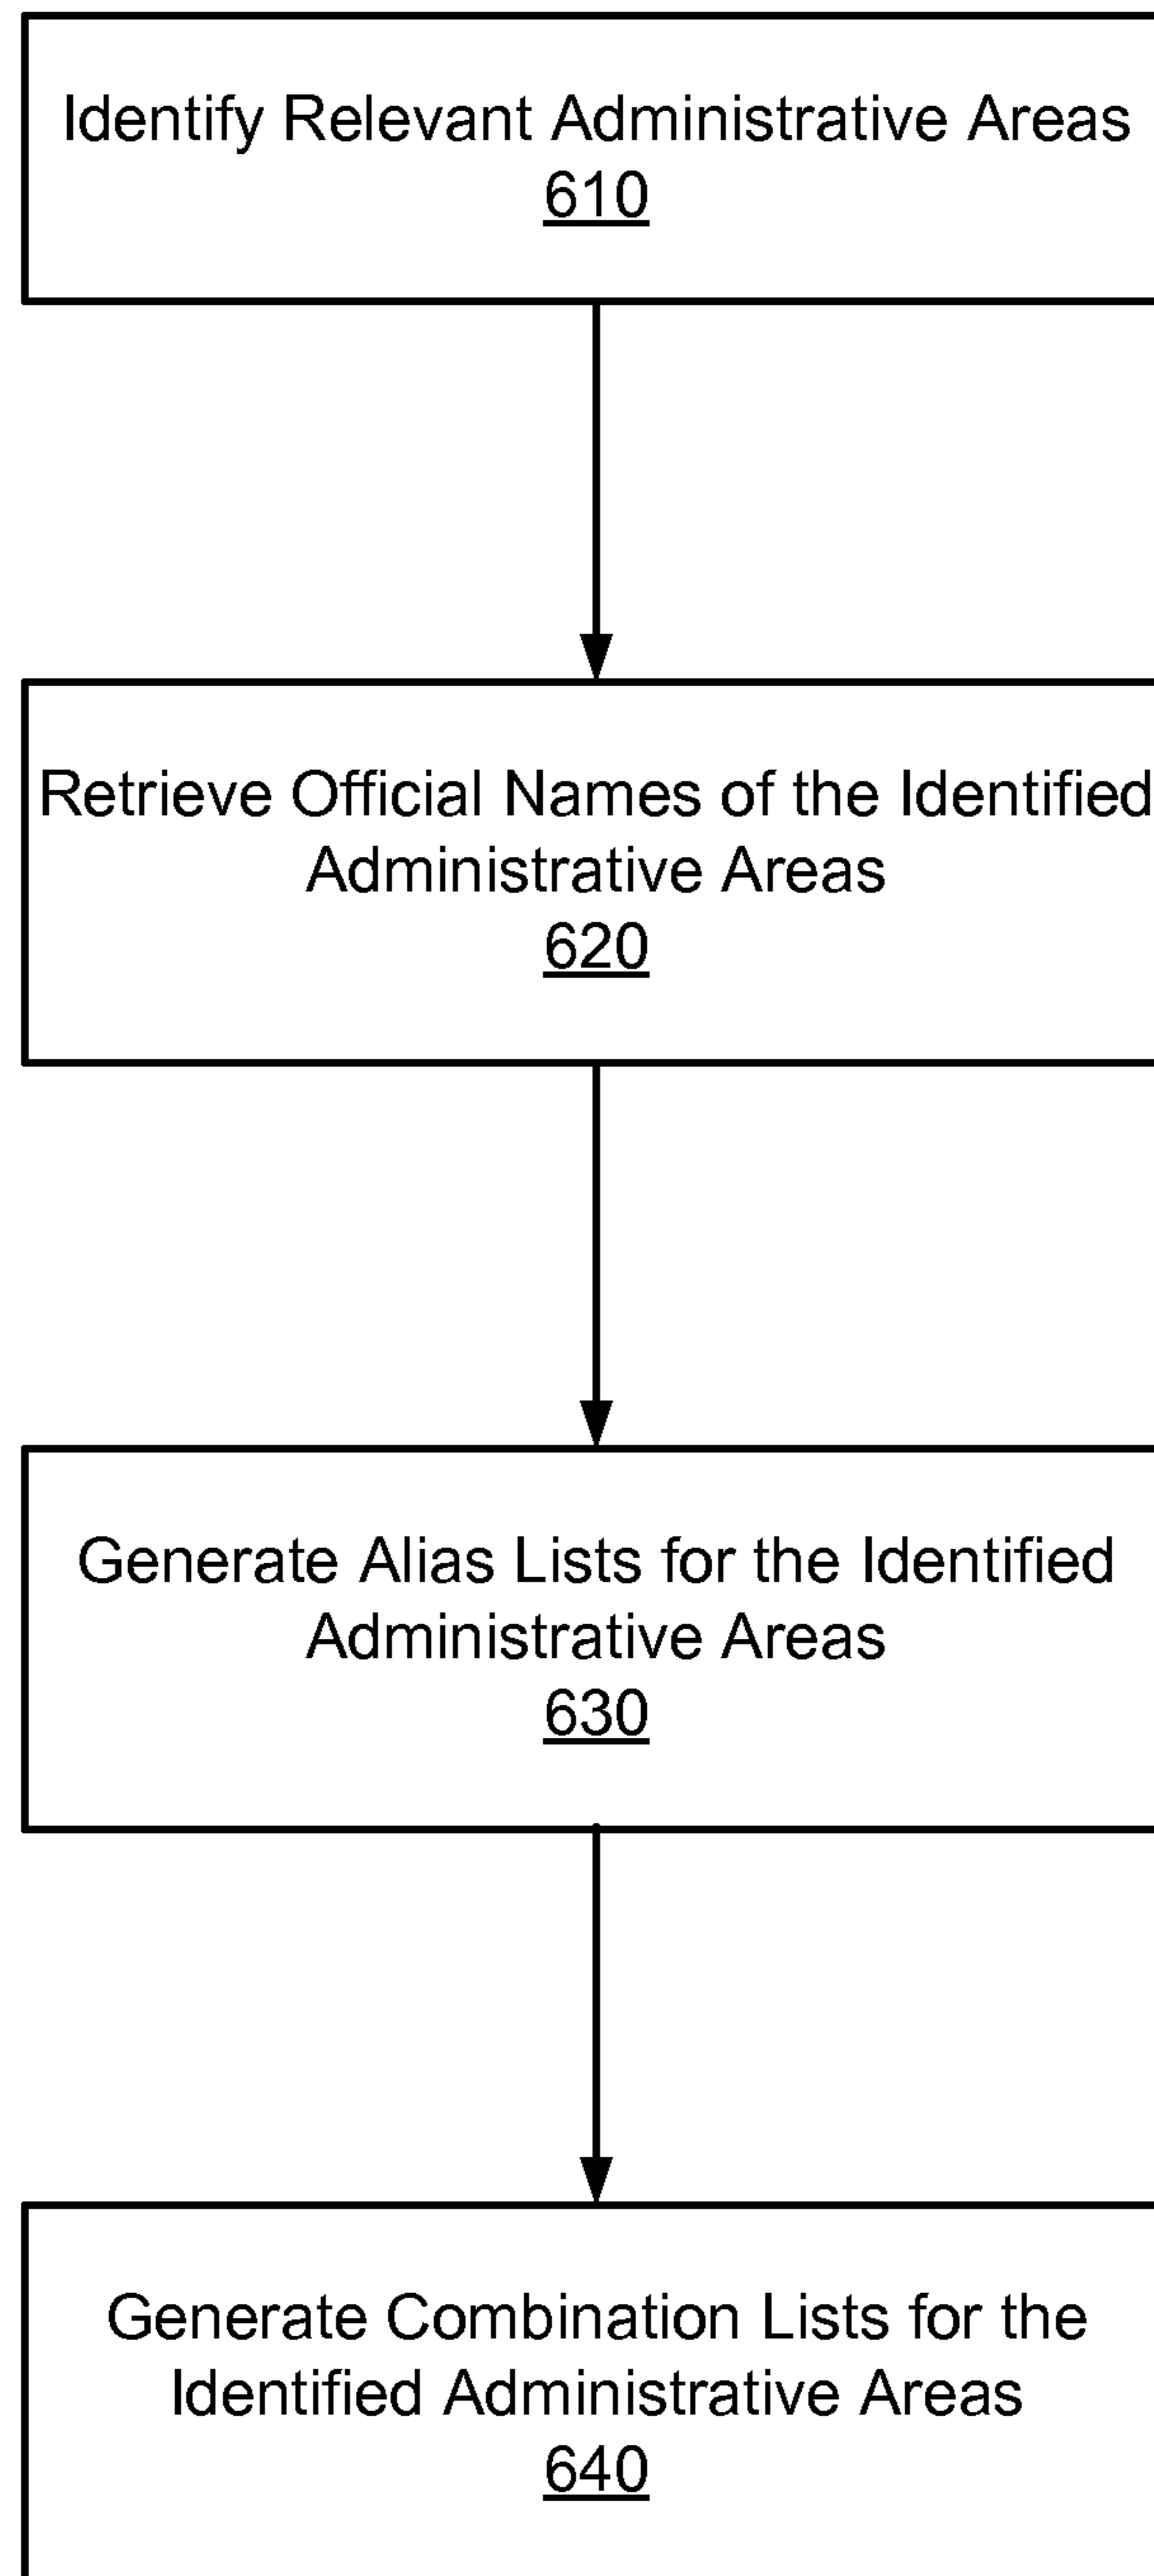 Identify Relevant Administrative Areas
610
Retrieve Official Names of the Identified
Administrative Areas
620
Generate Alias Lists for the Identified
Administrative Areas
630
Generate Combination Lists for the
Identified Administrative Areas
640